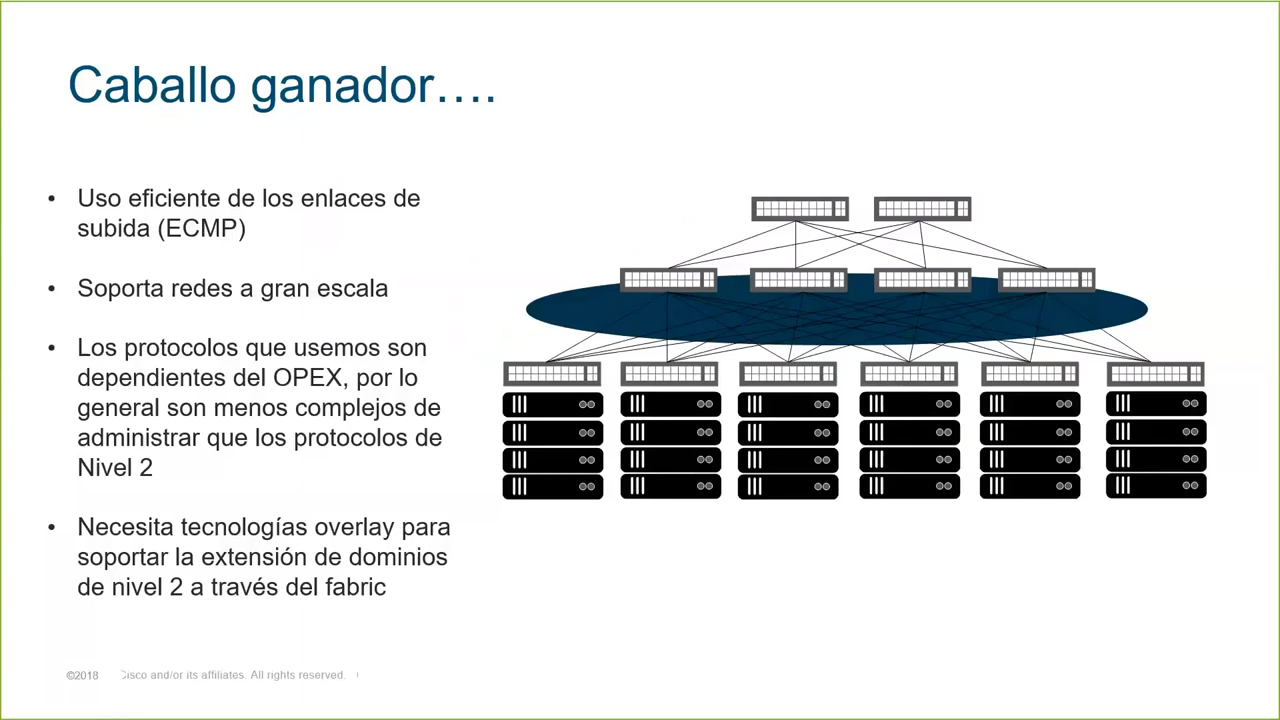 Caballo ganador….
• Uso eficiente de los enlaces de
subida (ECMP)
• Soporta redes a gran escala
• Los protocolos que usemos son
dependientes del OPEX, por lo
general son menos complejos de
administrar que los protocolos de
Nivel 2
• Necesita tecnologías overlay para
soportar la extensión de dominios
de nivel 2 a través del fabric
©2018 Cisco and/or its affiliates. All rights reserved.